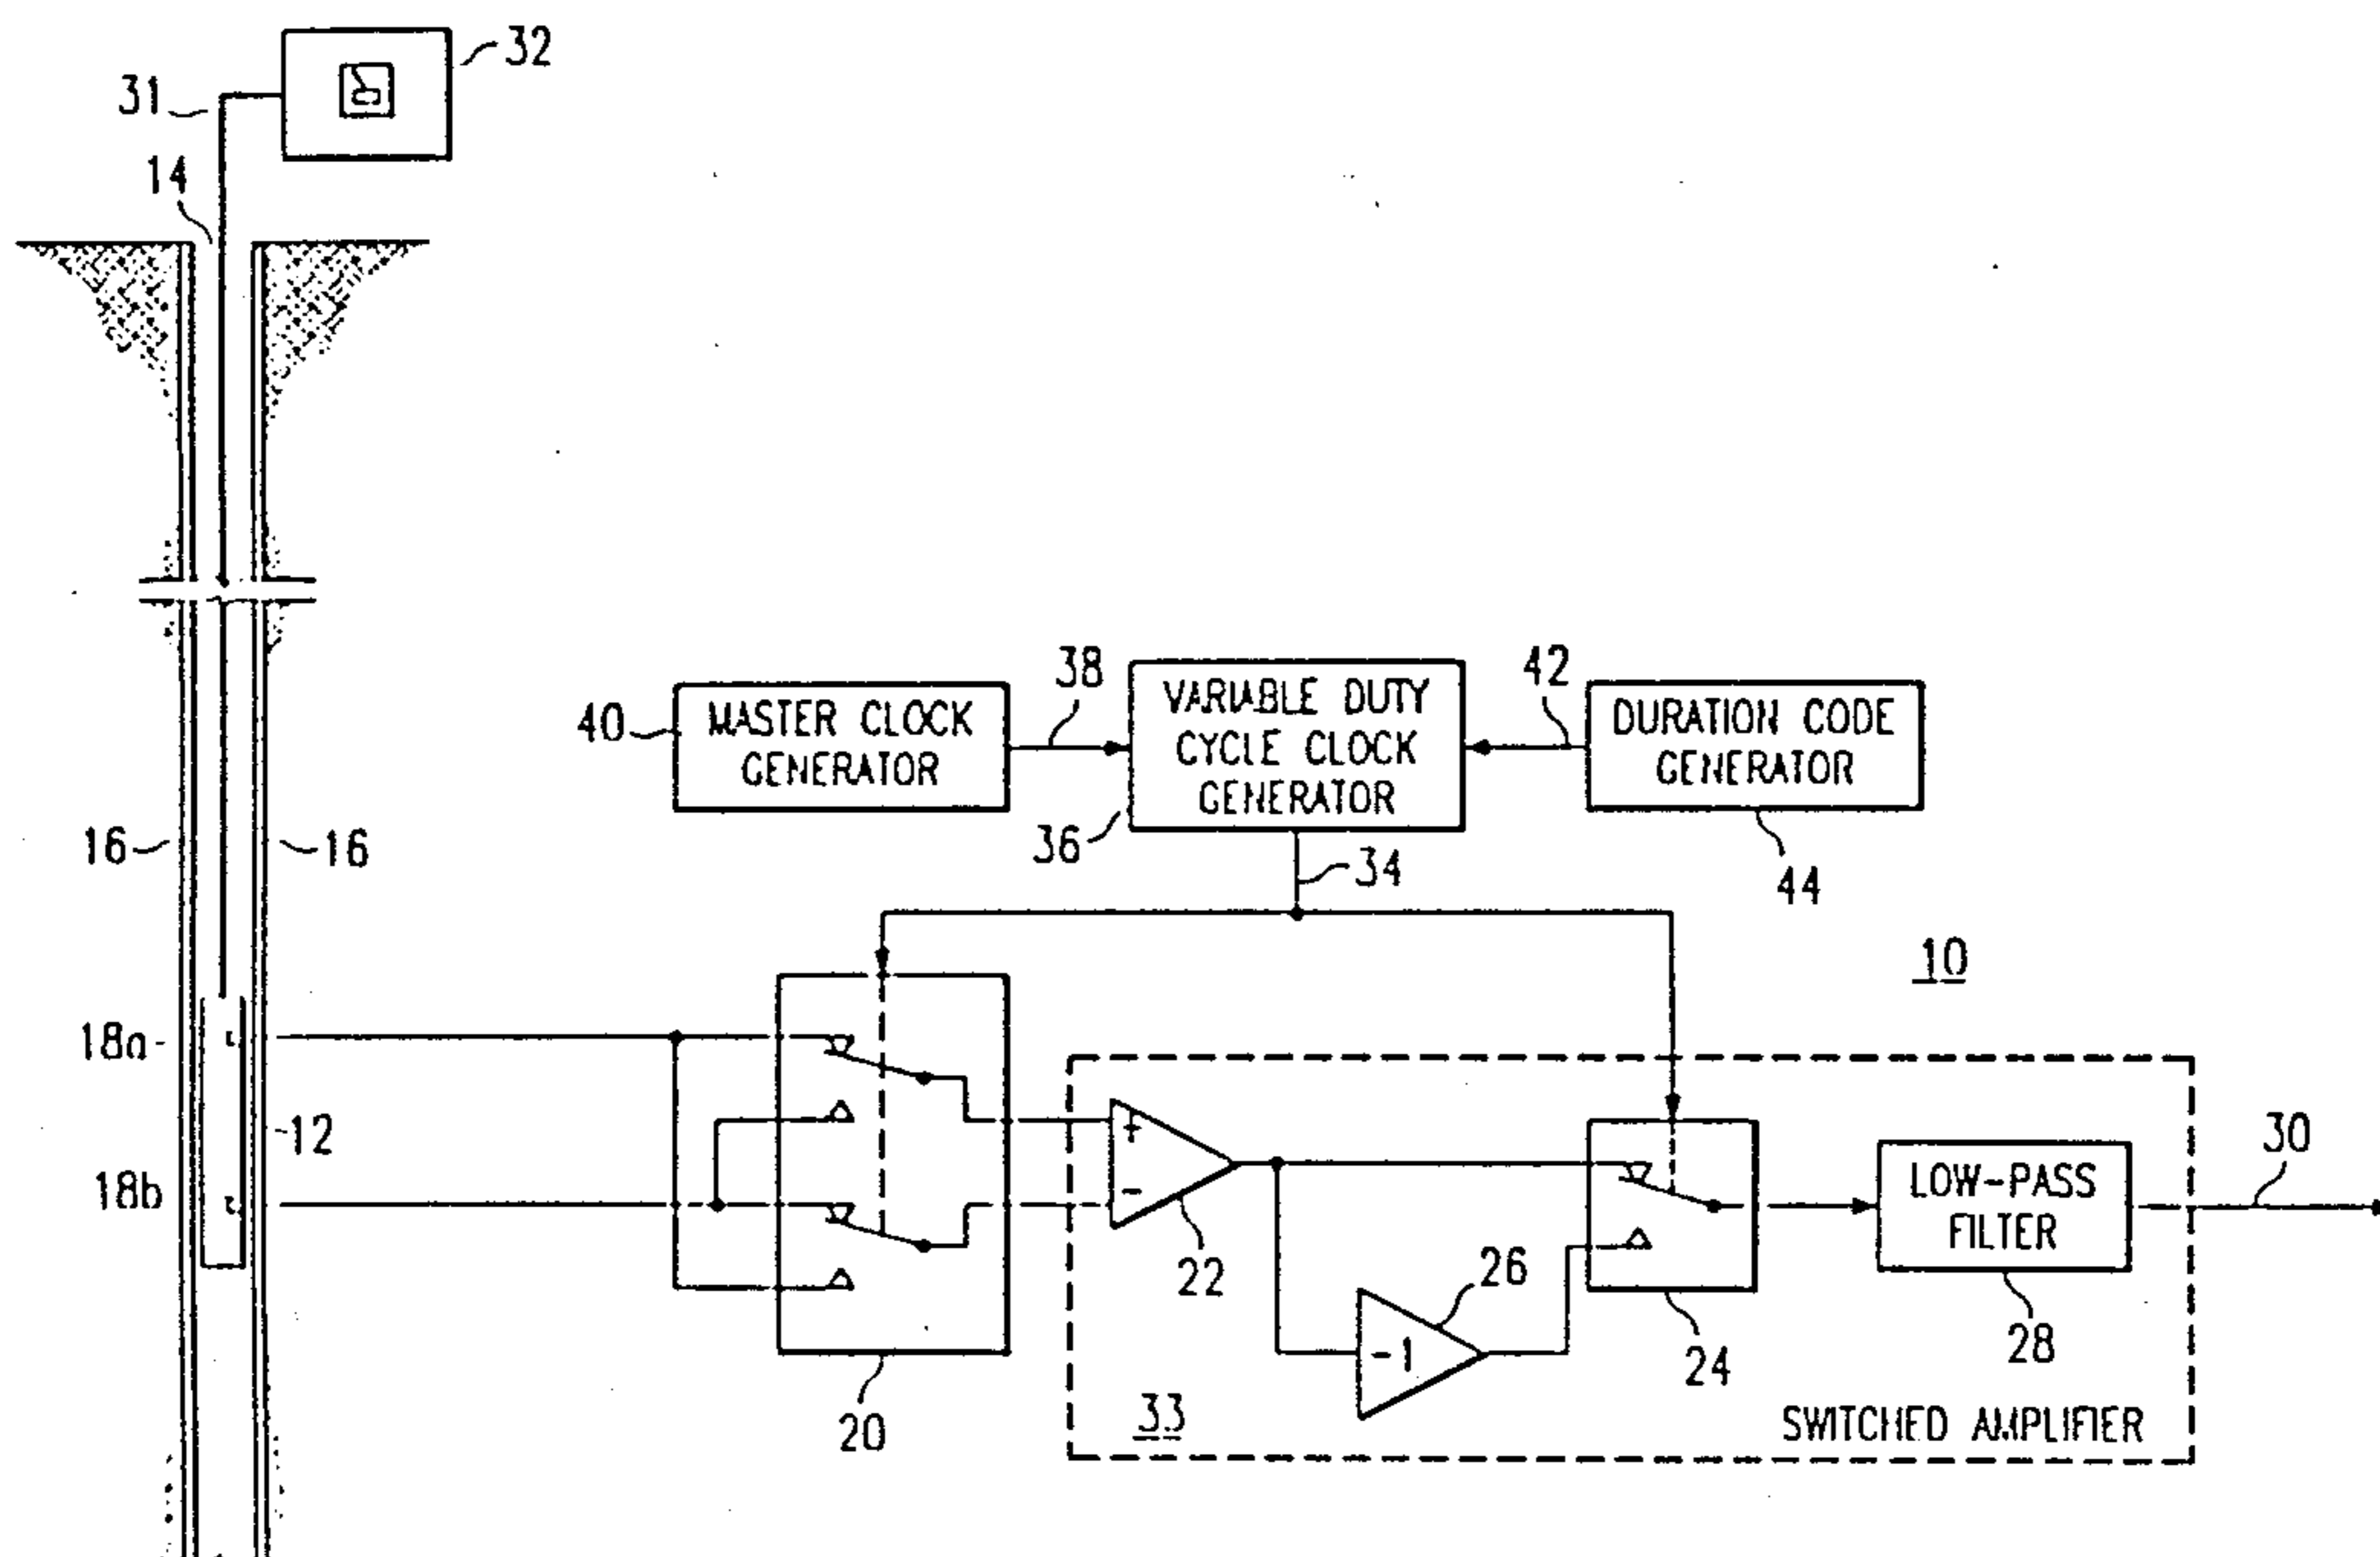 32
31
14
38
42
40
MASTER CLOCK
GENERATOR
VARIABLE DUTY
CYCLE CLOCK
GENERATOR
DURATION CODE
GENERATOR
36
34
44
16
16
10
18a
12
18b
+
-
22
26
-1
24
LOW-PASS
FILTER
30
28
20
33
SWITCHED AMPLIFIER